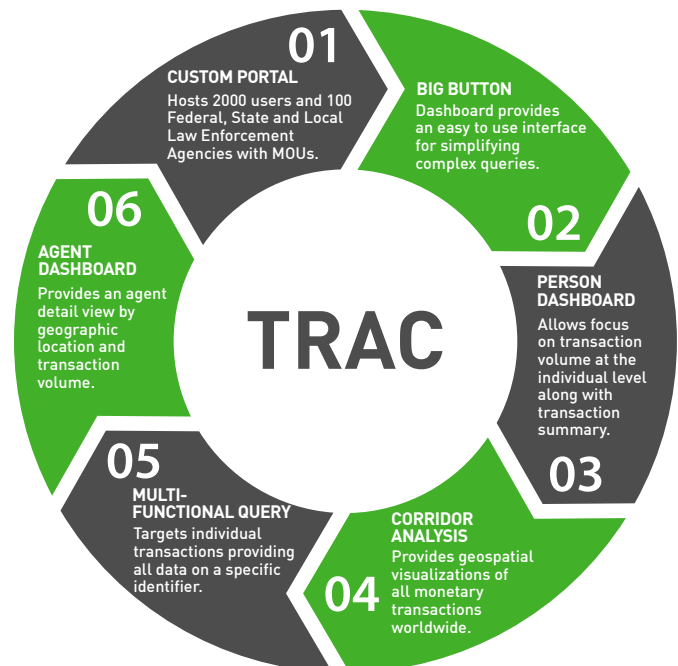 01
CUSTOM PORTAL
Hosts 2000 users and 100
Federal, State and Local
Law Enforcement
Agencies with MOUs.
BIG BUTTON
Dashboard provides
an easy to use interface
for simplifying
complex queries.
02
PERSON
DASHBOARD
Allows focus
on transaction
volume at the
individual level
along with
transaction
summary.
03
CORRIDOR
ANALYSIS
Provides geospatial
visualizations of
all monetary
transactions
worldwide.
04
05
MULTI-
FUNCTIONAL QUERY
Targets individual
transactions providing
all data on a specific
identifier.
06
AGENT
DASHBOARD
Provides an agent
detail view by
geographic
location and
transaction
volume.
TRAC